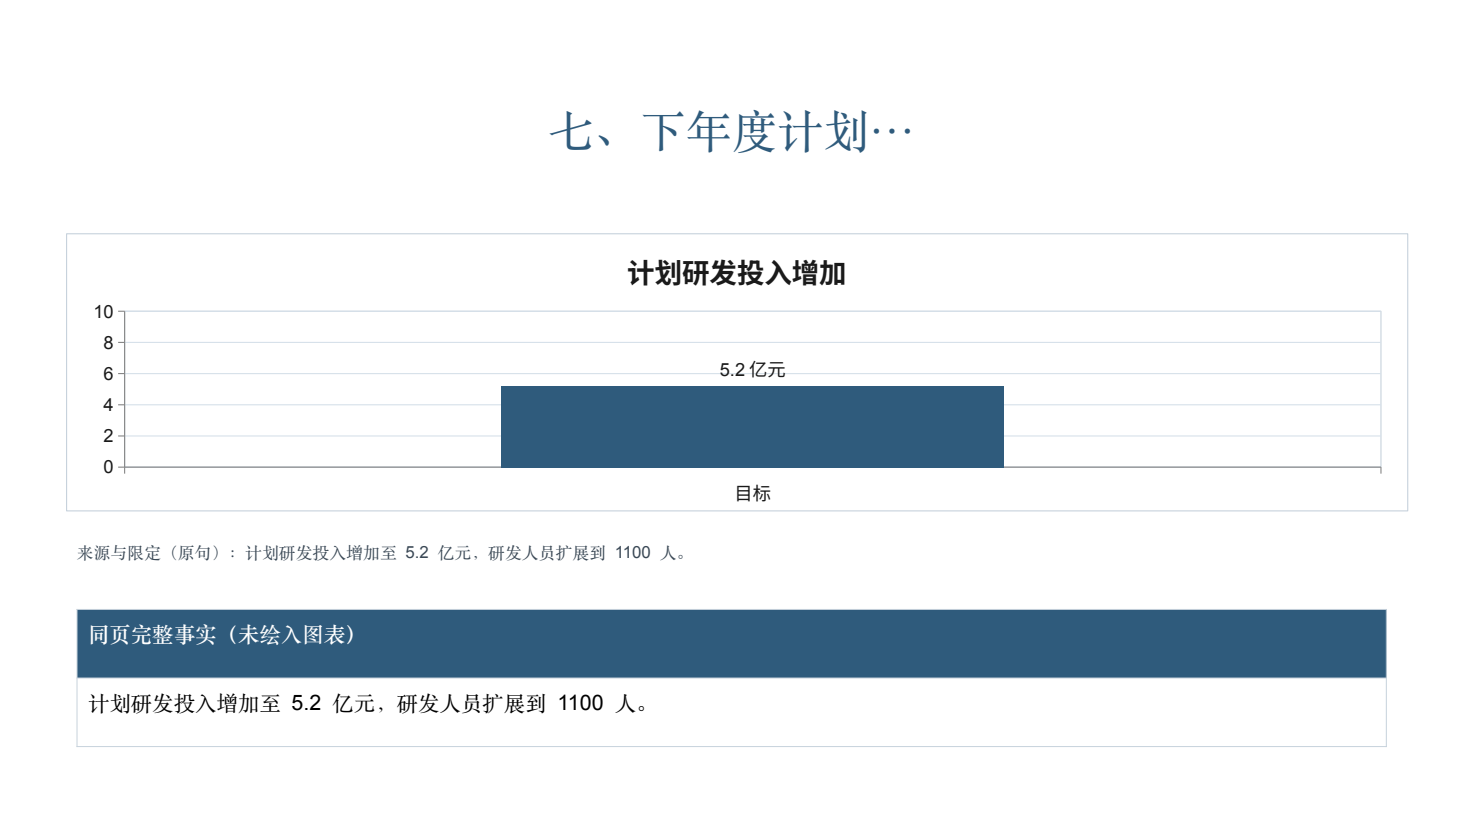 七、下年度计划…
计划研发投入增加
10
8
6
4
2
0
5.2 亿元
目标
来源与限定（原句）：计划研发投入增加至 5.2 亿元，研发人员扩展到 1100 人。
同页完整事实（未绘入图表）
计划研发投入增加至 5.2 亿元，研发人员扩展到 1100 人。